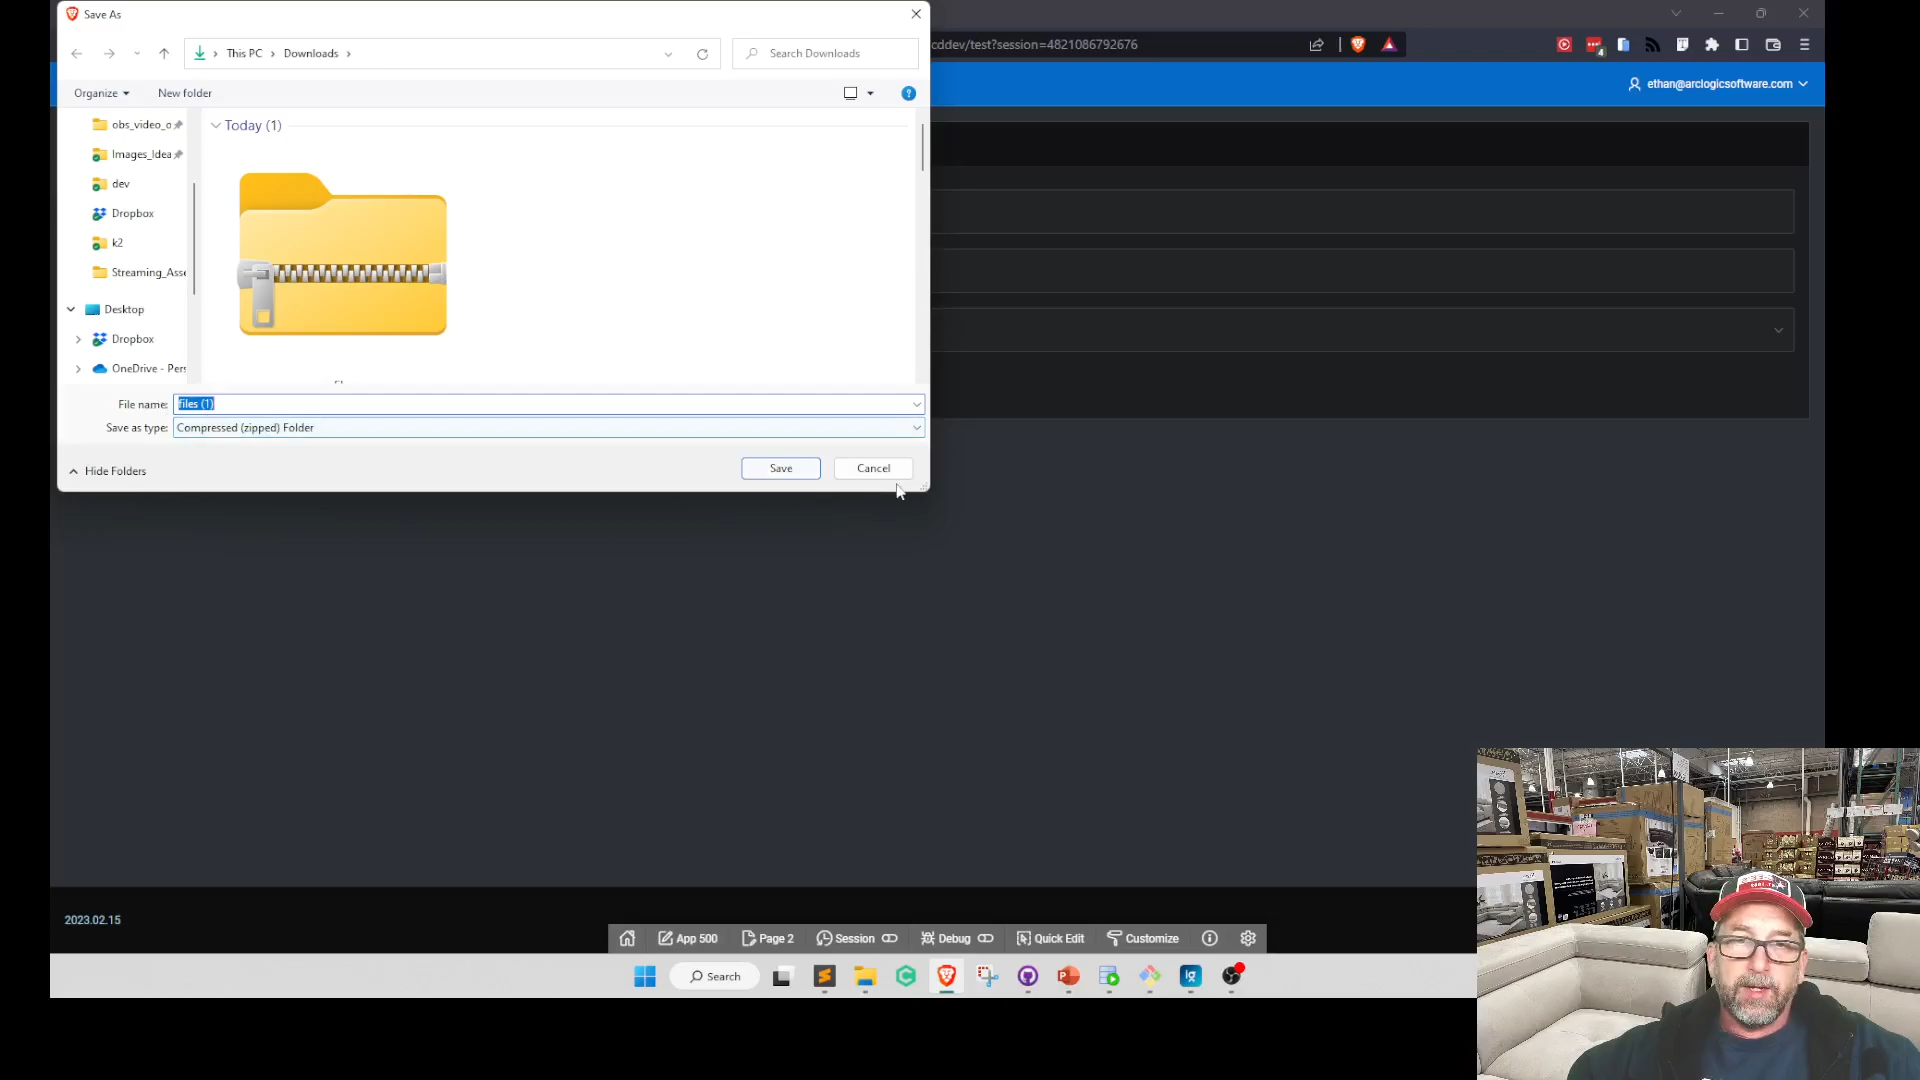 Save As
cddev/test?session=4821086792676
This PC
Downloads
Search Downloads
Organize
New folder
ethan@arclogicsoftware.com
obs_video_o
Images_Idea
dev
Dropbox
k2
Streaming_Asse
Desktop
Dropbox
OneDrive - Pers
Today (1)
File name:
files (1)
Save as type:
Compressed (zipped) Folder
Hide Folders
Save
Cancel
4
2023.02.15
App 500
Page 2
Session
Debug
Quick Edit
Customize
Search